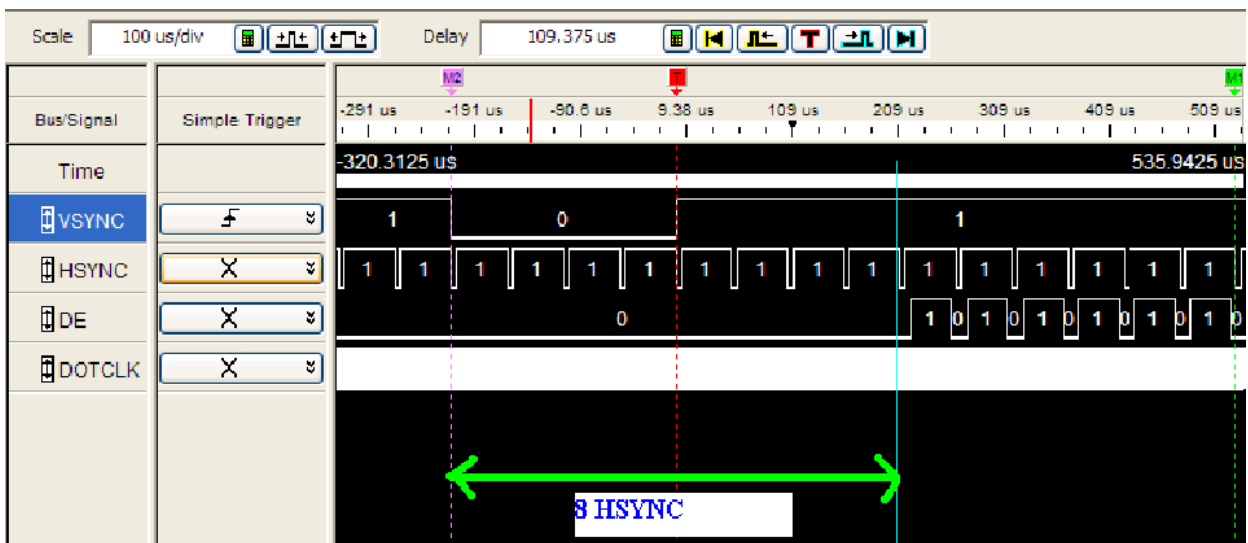 Scale 100 us/div Delay 109.375 us
M2 T M1
Bus/Signal Simple Trigger -291 us -191 us -90.6 us 9.38 us 109 us 209 us 309 us 409 us 509 us
Time -320.3125 us 535.9425 us
VSYNC 1 0 1
HSYNC X 1 1 1 1 1 1 1 1 1 1 1 1 1 1 1 1
DE X 0 1 0 1 0 1 0 1 0 1 0 1 0
DOTCLK X
8 HSYNC